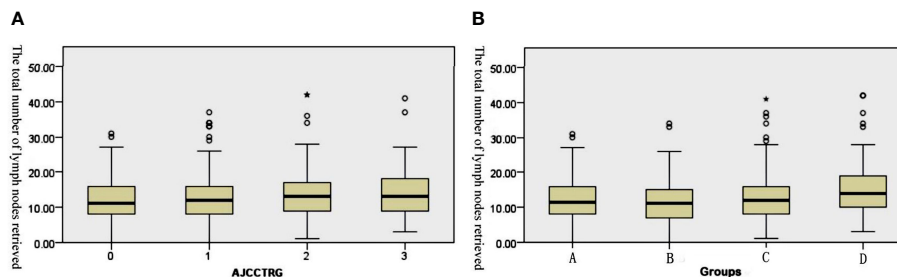 A
The total number of lymph nodes retrieved
50.00
40.00
30.00
20.00
10.00
0.00
0 1 2 3
AJCCTRG
B
The total number of lymph nodes retrieved
50.00
40.00
30.00
20.00
10.00
0.00
A B C D
Groups